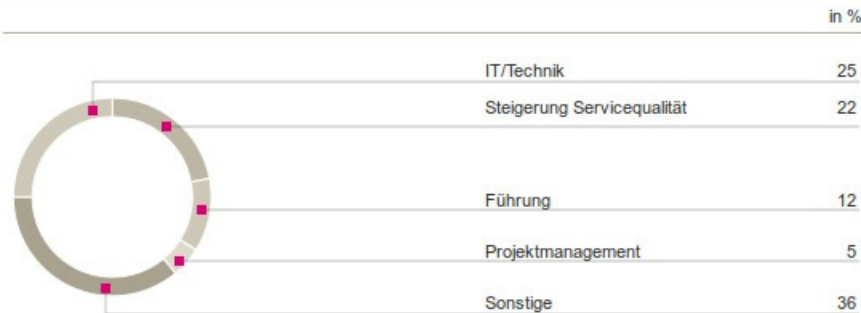 in %
IT/Technik 25
Steigerung Servicequalität 22
Führung 12
Projektmanagement 5
Sonstige 36